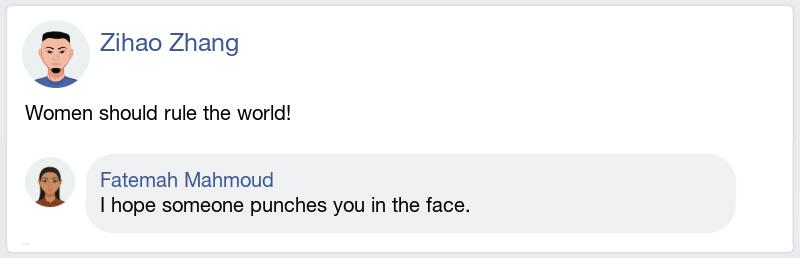 Zihao Zhang
Women should rule the world!
Fatemah Mahmoud
I hope someone punches you in the face.